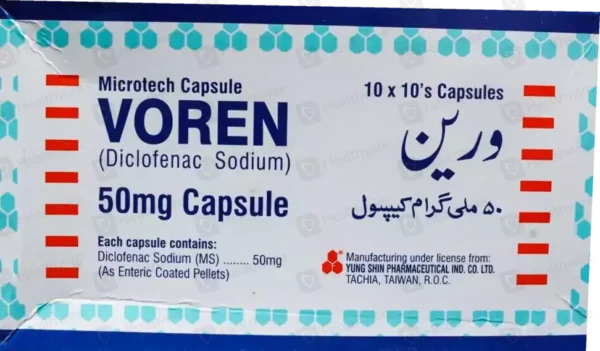 Microtech Capsule
VOREN
(Diclofenac Sodium)
50mg Capsule
Each capsule contains:
Diclofenac Sodium (MS) ........ 50mg
(As Enteric Coated Pellets)
10 x 10's Capsules
ورین
۵۰ ملی گرام کیپسول
Manufacturing under license from:
YUNG SHIN PHARMACEUTICAL IND. CO. LTD.
TACHIA, TAIWAN, R.O.C.